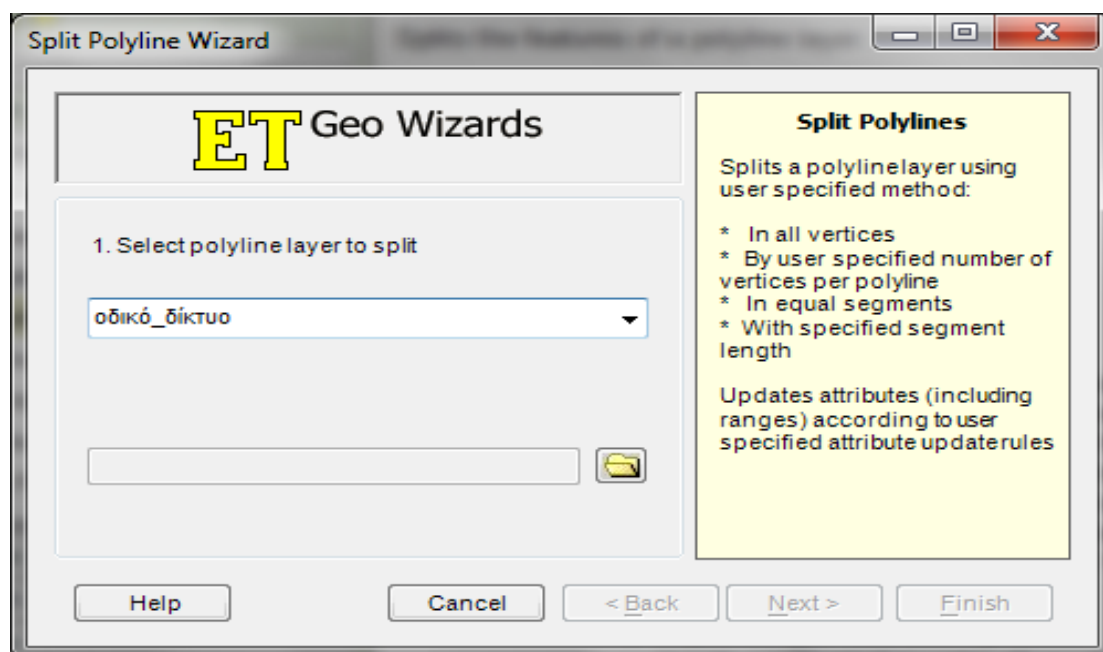 Split Polyline Wizard
ET Geo Wizards
1. Select polyline layer to split
οδικό_δίκτυο
Split Polylines
Splits a polylinelayer using
user specified method:
* In all vertices
* By user specified number of
vertices per polyline
* In equal segments
* With specified segment
length
Updates attributes (including
ranges) according to user
specified attribute update rules
Help
Cancel
< Back
Next >
Finish